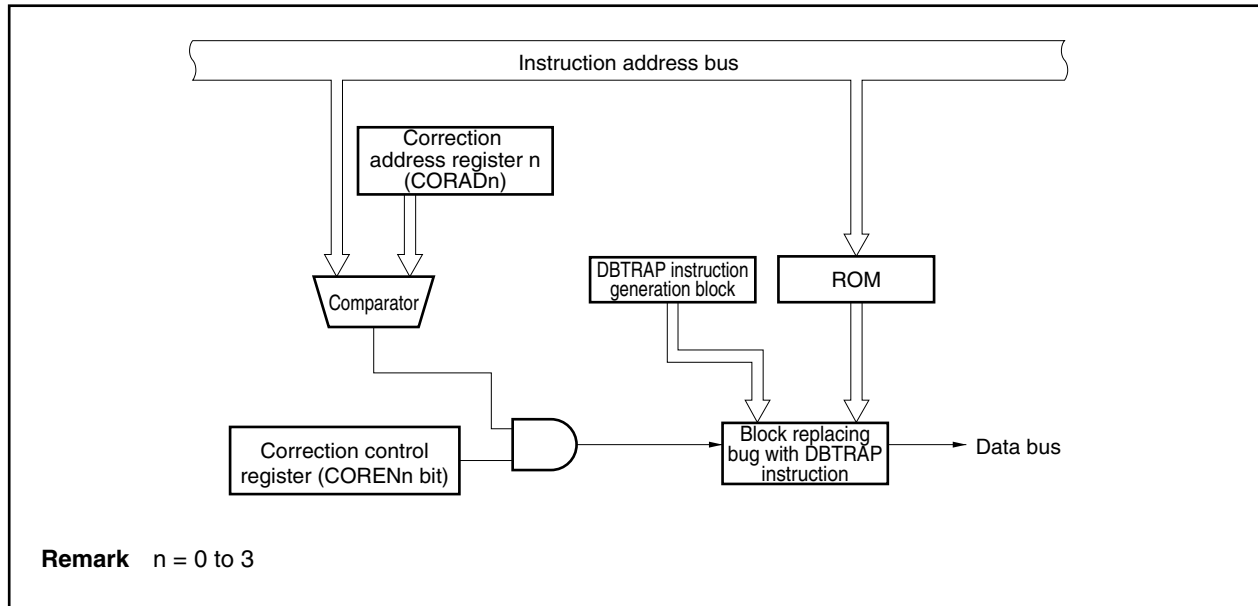 Instruction address bus
Correction
address register n
(CORADn)
Comparator
DBTRAP instruction
generation block
ROM
Correction control
register (CORENn bit)
Block replacing
bug with DBTRAP
instruction
Data bus
Remark n = 0 to 3